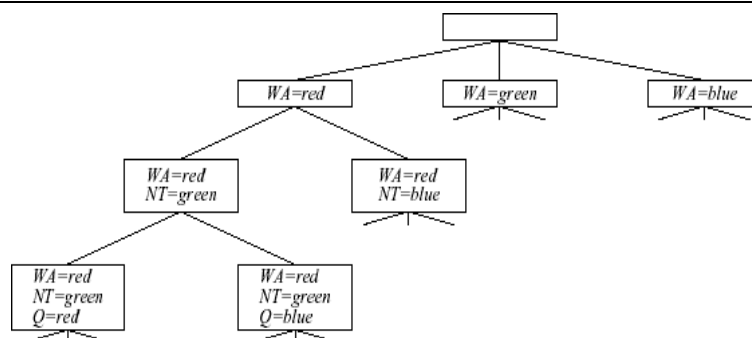 WA=red
WA=green
WA=blue
WA=red
NT=green
WA=red
NT=blue
WA=red
NT=green
Q=red
WA=red
NT=green
Q=blue